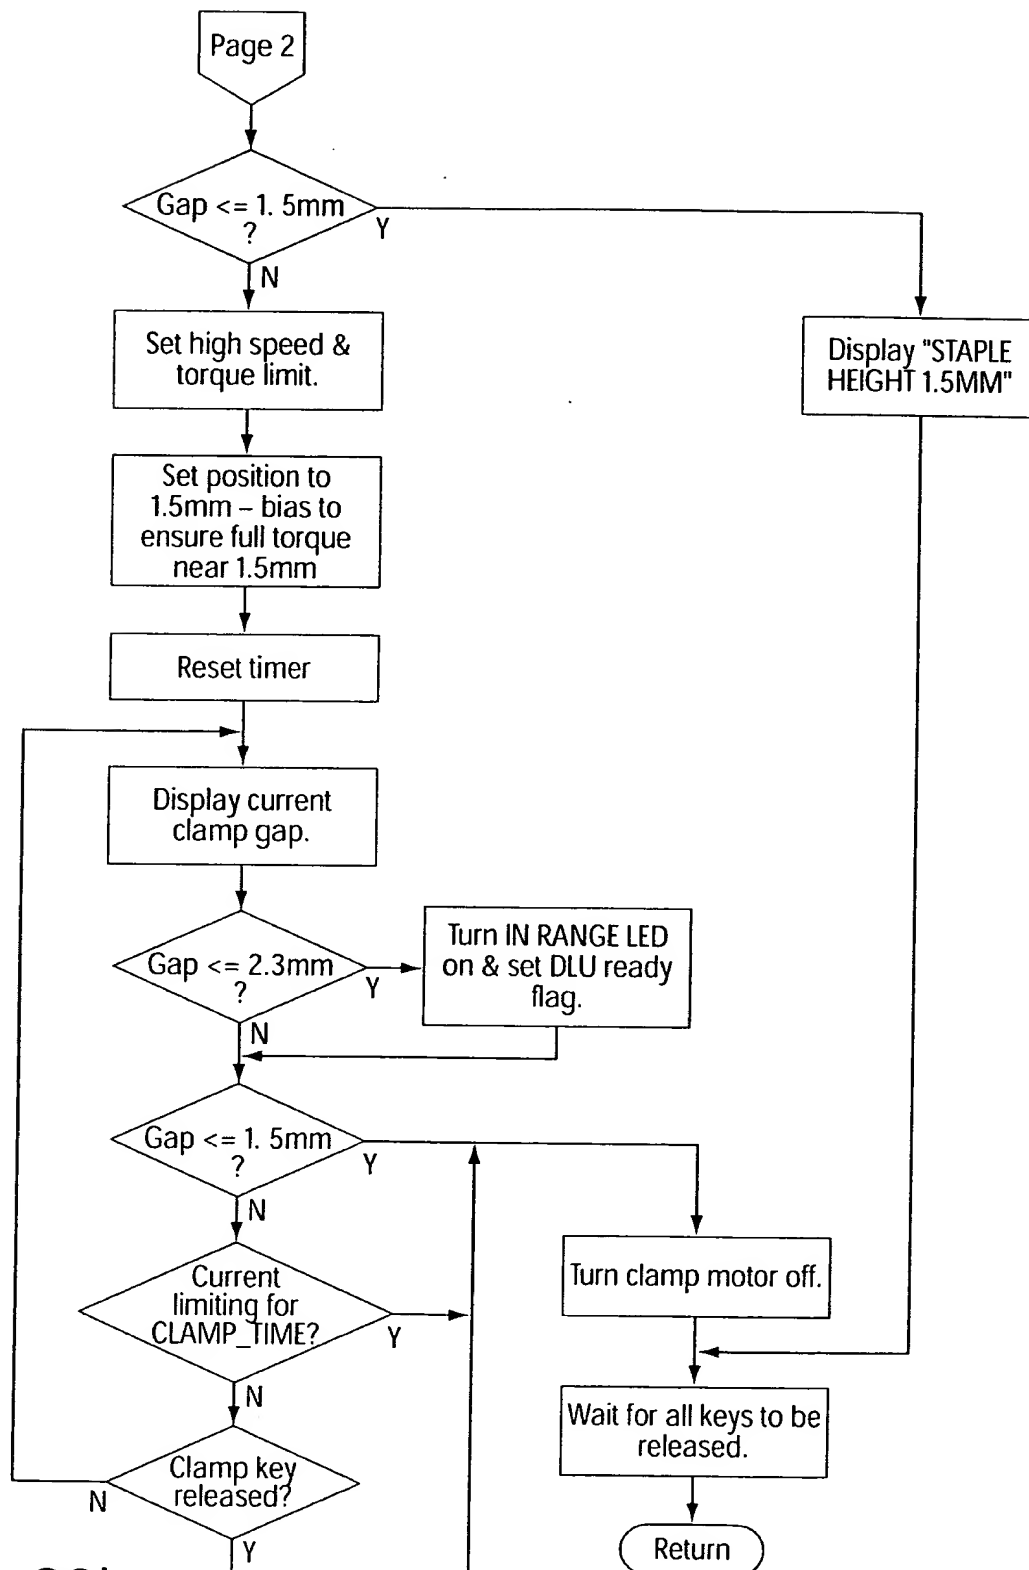 Page 2
Gap <= 1. 5mm
?
Y
N
Set high speed &
torque limit.
Display "STAPLE
HEIGHT 1.5MM"
Set position to
1.5mm – bias to
ensure full torque
near 1.5mm
Reset timer
Display current
clamp gap.
Gap <= 2.3mm
?
Y
N
Turn IN RANGE LED
on & set DLU ready
flag.
Gap <= 1. 5mm
?
Y
N
Turn clamp motor off.
Current
limiting for
CLAMP_TIME?
Y
N
Wait for all keys to be
released.
Clamp key
released?
N
Y
Return